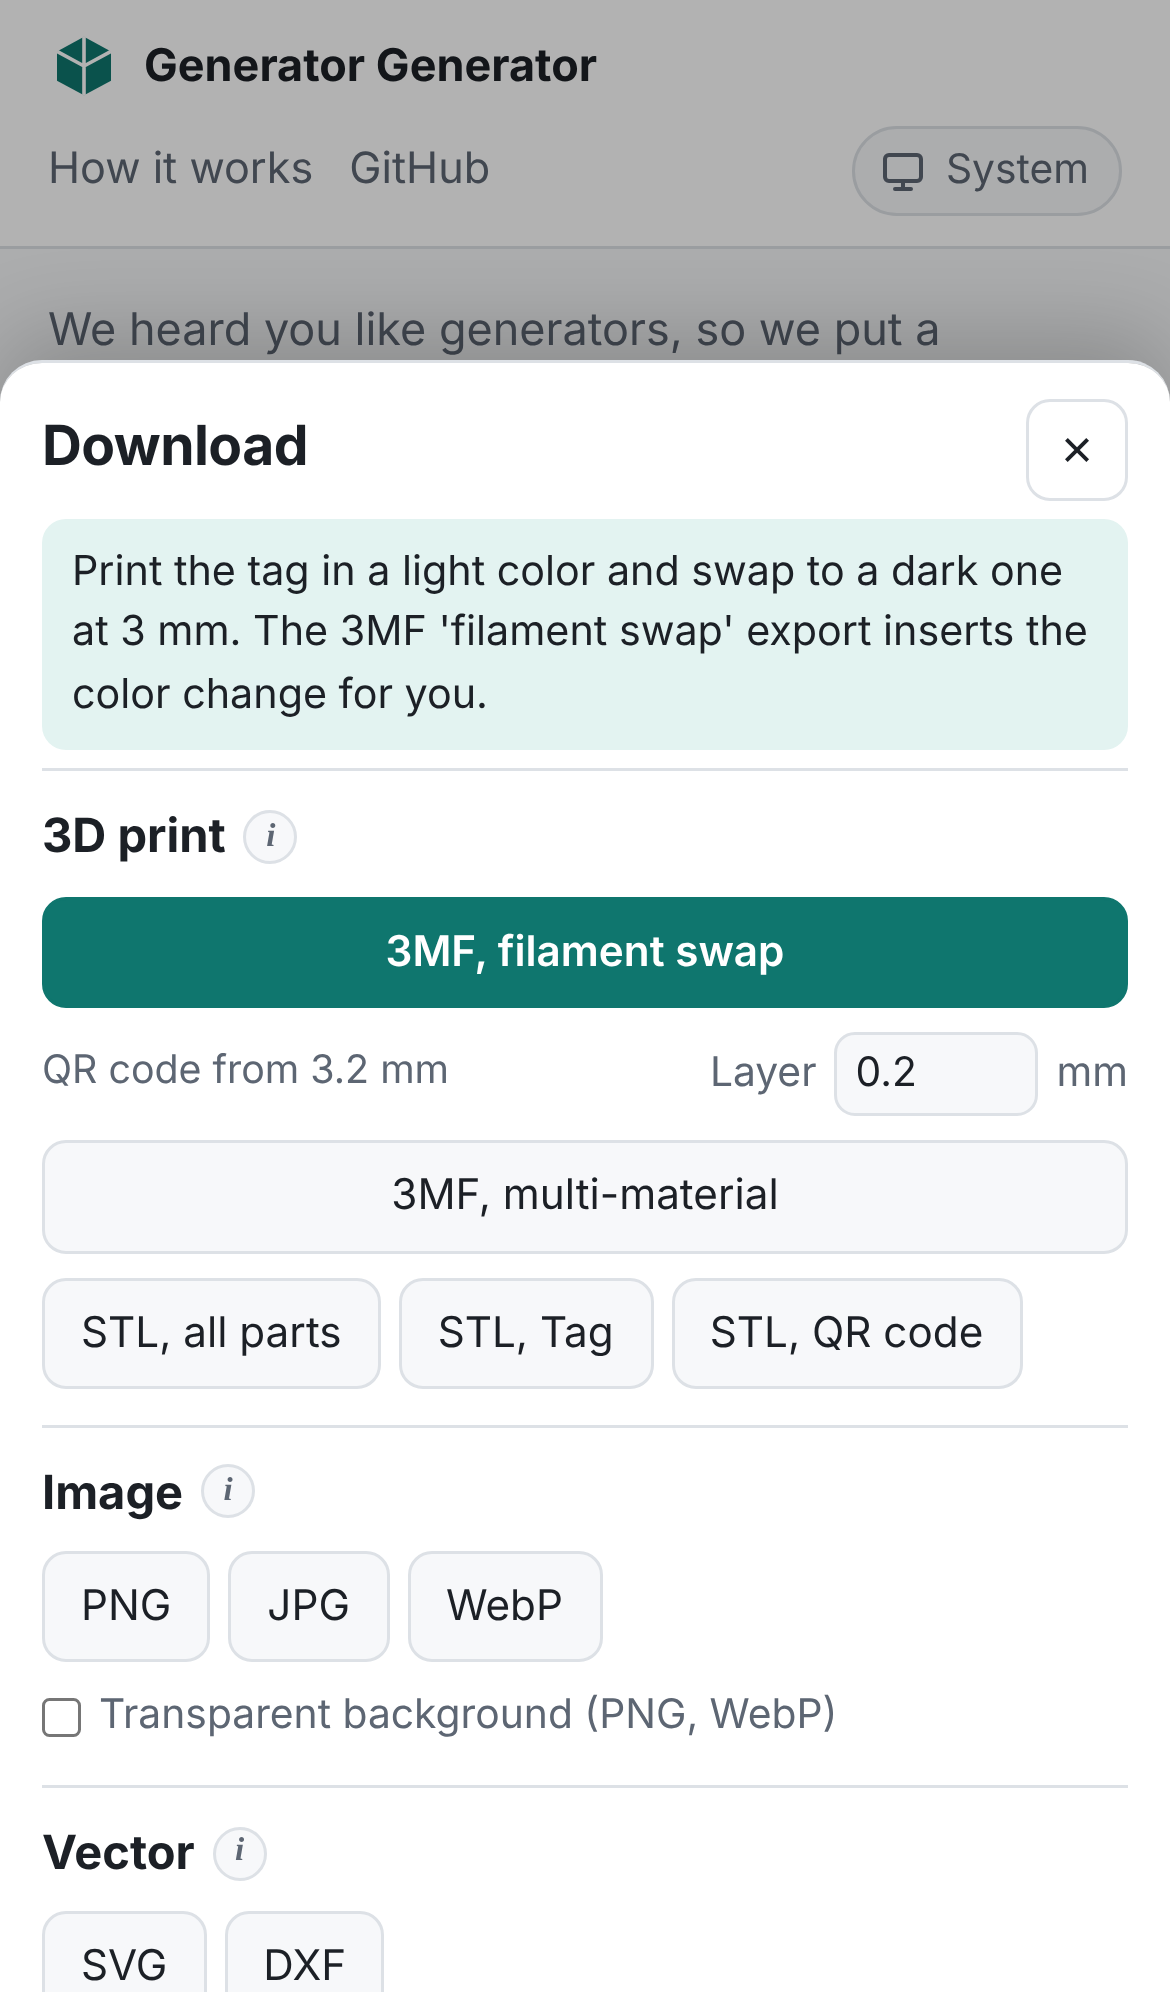 Generator Generator
How it works GitHub System
We heard you like generators, so we put a
Download
×
Print the tag in a light color and swap to a dark one
at 3 mm. The 3MF 'filament swap' export inserts the
color change for you.
3D print i
3MF, filament swap
QR code from 3.2 mm Layer 0.2 mm
3MF, multi-material
STL, all parts STL, Tag STL, QR code
Image i
PNG JPG WebP
Transparent background (PNG, WebP)
Vector i
SVG DXF